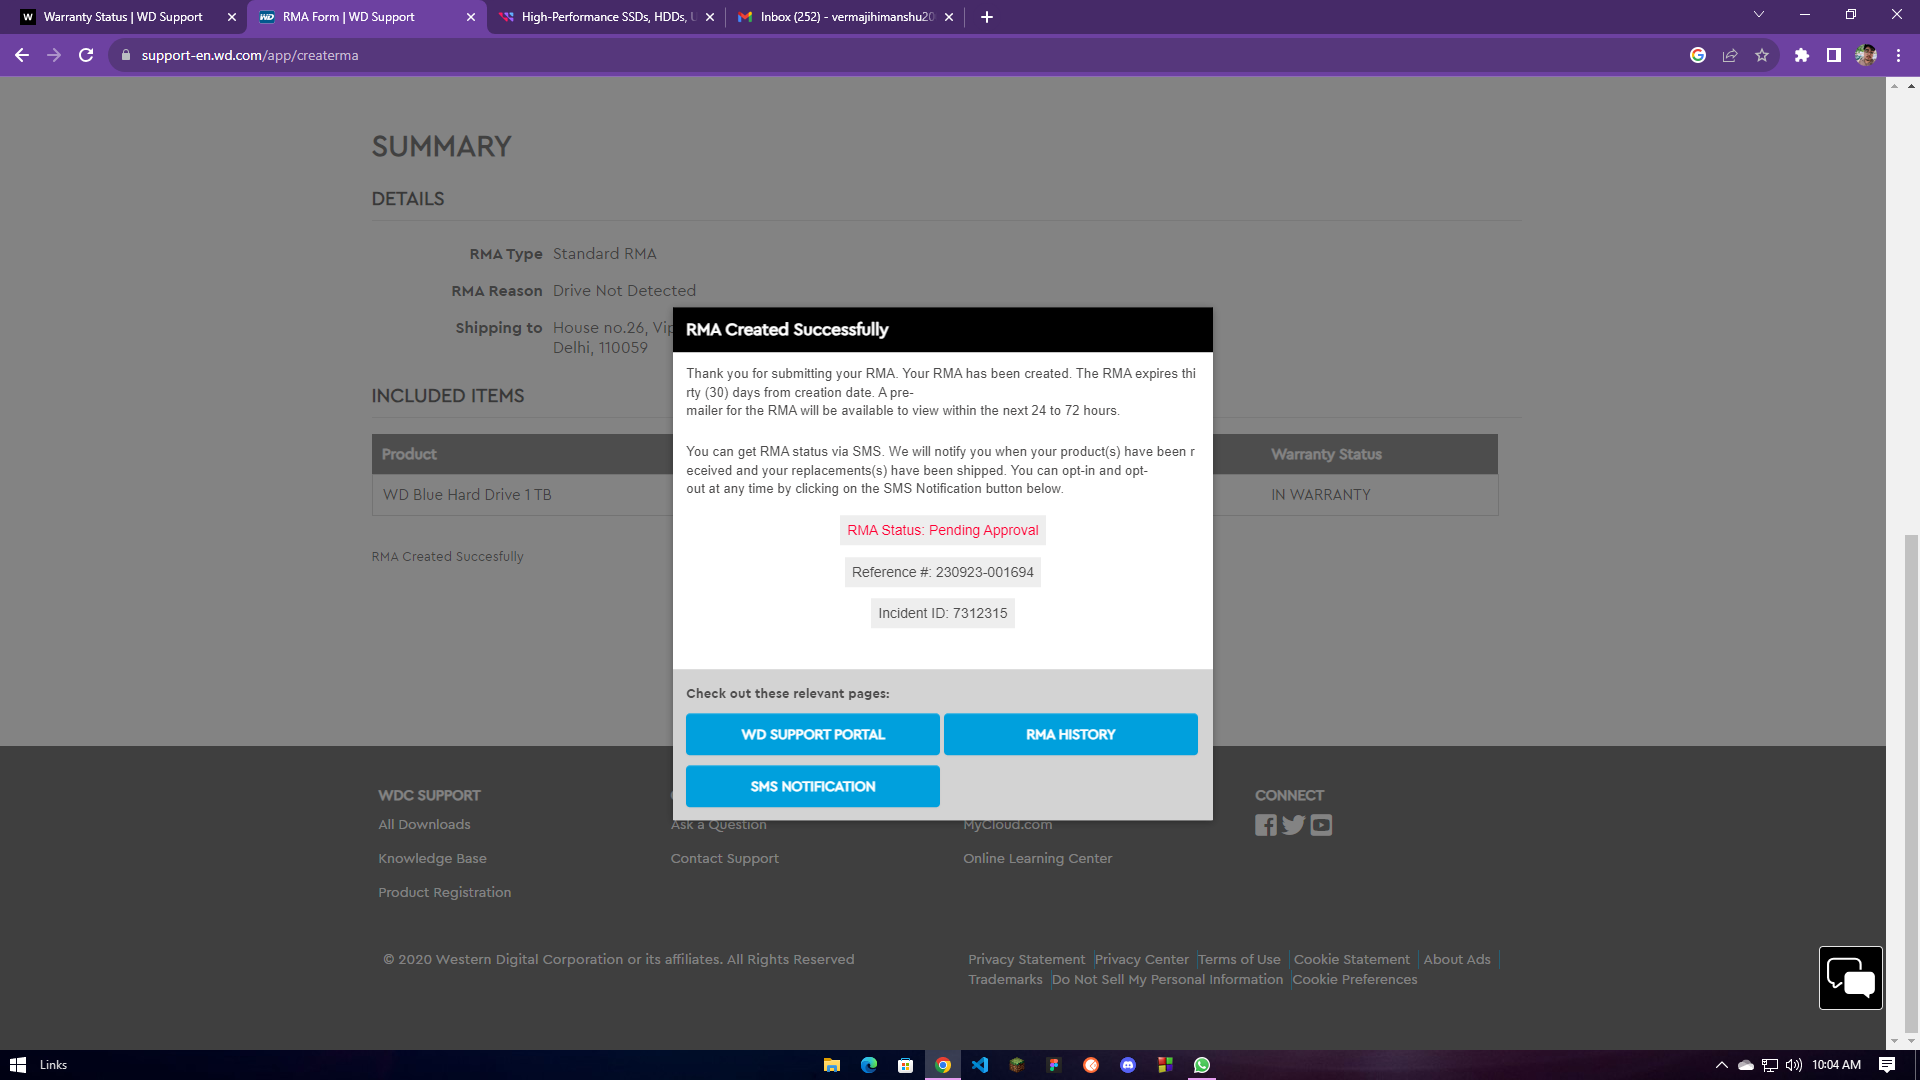 Warranty Status | WD Support
RMA Form | WD Support
High-Performance SSDs, HDDs, U
Inbox (252) - vermajihimanshu20
support-en.wd.com/app/createrma
SUMMARY
DETAILS
RMA Type Standard RMA
RMA Reason Drive Not Detected
Shipping to House no.26, Vip
Delhi, 110059
INCLUDED ITEMS
Product Warranty Status
WD Blue Hard Drive 1 TB IN WARRANTY
RMA Created Succesfully
RMA Created Successfully
Thank you for submitting your RMA. Your RMA has been created. The RMA expires thi
rty (30) days from creation date. A pre-
mailer for the RMA will be available to view within the next 24 to 72 hours.
You can get RMA status via SMS. We will notify you when your product(s) have been r
eceived and your replacements(s) have been shipped. You can opt-in and opt-
out at any time by clicking on the SMS Notification button below.
RMA Status: Pending Approval
Reference #: 230923-001694
Incident ID: 7312315
Check out these relevant pages:
WD SUPPORT PORTAL RMA HISTORY
SMS NOTIFICATION
WDC SUPPORT
All Downloads
Knowledge Base
Product Registration
Ask a Question
Contact Support
MyCloud.com
Online Learning Center
CONNECT
© 2020 Western Digital Corporation or its affiliates. All Rights Reserved
Privacy Statement Privacy Center Terms of Use Cookie Statement About Ads
Trademarks Do Not Sell My Personal Information Cookie Preferences
Links
10:04 AM